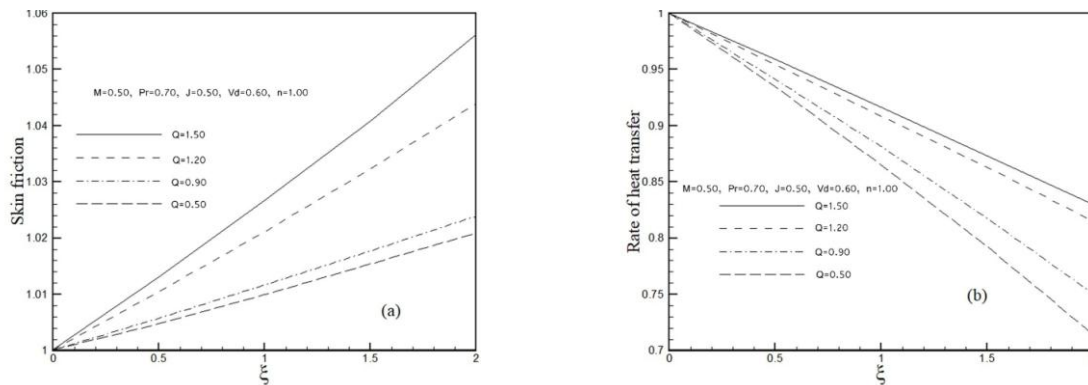 1.06
1.05
1.04
1.03
1.02
1.01
1
Skin friction
M=0.50, Pr=0.70, J=0.50, Vd=0.60, n=1.00
Q=1.50
Q=1.20
Q=0.90
Q=0.50
(a)
0
0.5
1
1.5
2
ξ
1
0.95
0.9
0.85
0.8
0.75
0.7
Rate of heat transfer
M=0.50, Pr=0.70, J=0.50, Vd=0.60, n=1.00
Q=1.50
Q=1.20
Q=0.90
Q=0.50
(b)
0
0.5
1
1.5
ξ